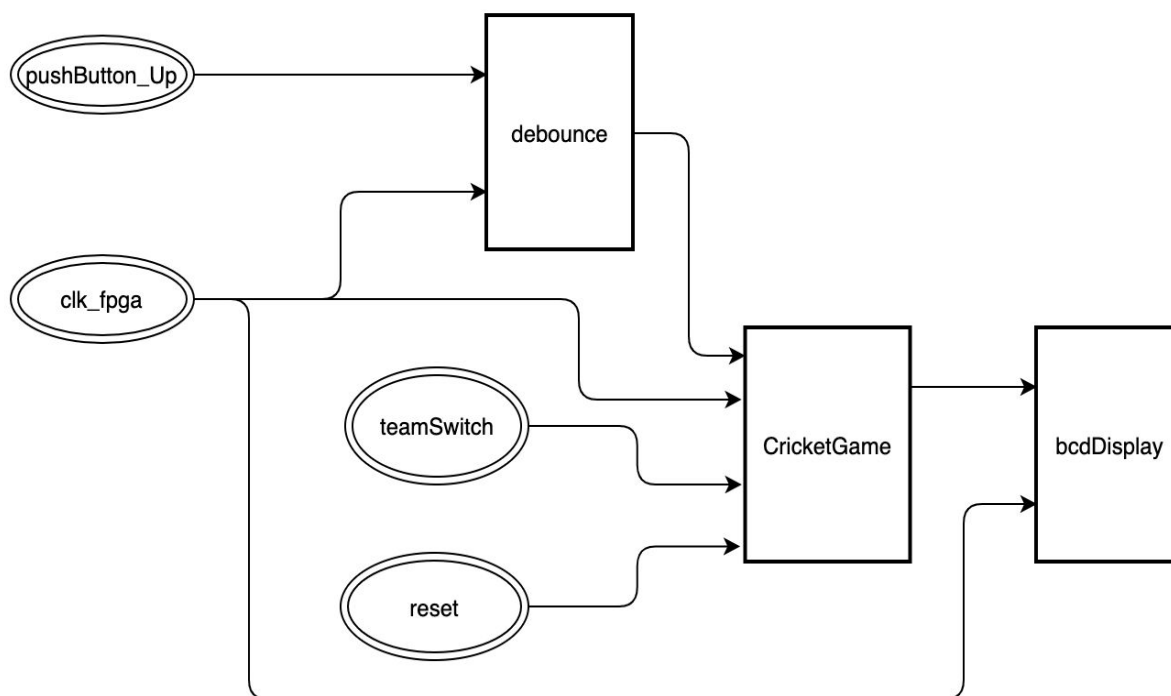 pushButton_Up
debounce
clk_fpga
teamSwitch
CricketGame
bcdDisplay
reset